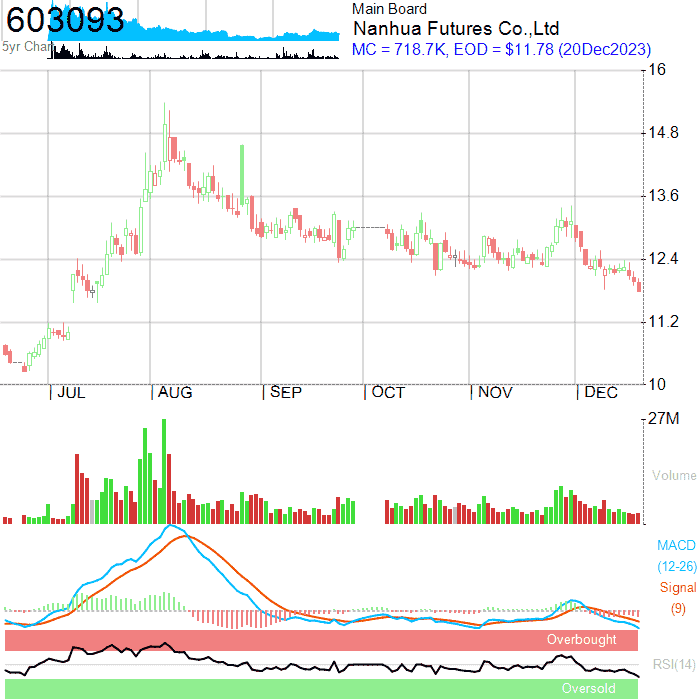 603093
5yr Chart
Main Board
Nanhua Futures Co.,Ltd
MC = 718.7K, EOD = $11.78 (20Dec2023)
16
14.8
13.6
12.4
11.2
10
JUL
AUG
SEP
OCT
NOV
DEC
27M
Volume
MACD
(12-26)
Signal
(9)
Overbought
RSI(14)
Oversold